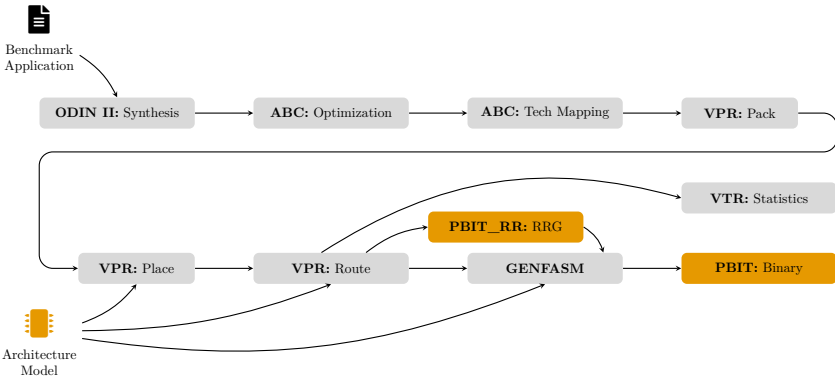 Benchmark
Application
ODIN II: Synthesis
ABC: Optimization
ABC: Tech Mapping
VPR: Pack
VTR: Statistics
PBIT_RR: RRG
VPR: Place
VPR: Route
GENFASM
PBIT: Binary
Architecture
Model